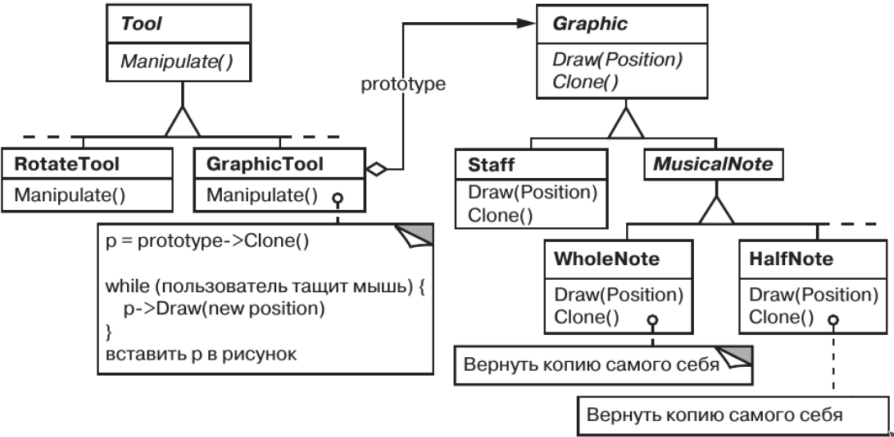 Tool
Manipulate()
Graphic
Draw(Position)
Clone()
prototype
RotateTool
Manipulate()
GraphicTool
Manipulate()
Staff
Draw(Position)
Clone()
MusicalNote
p = prototype->Clone()
while (пользователь тащит мышь) {
p->Draw(new position)
}
вставить p в рисунок
WholeNote
Draw(Position)
Clone()
HalfNote
Draw(Position)
Clone()
Вернуть копию самого себя
Вернуть копию самого себя